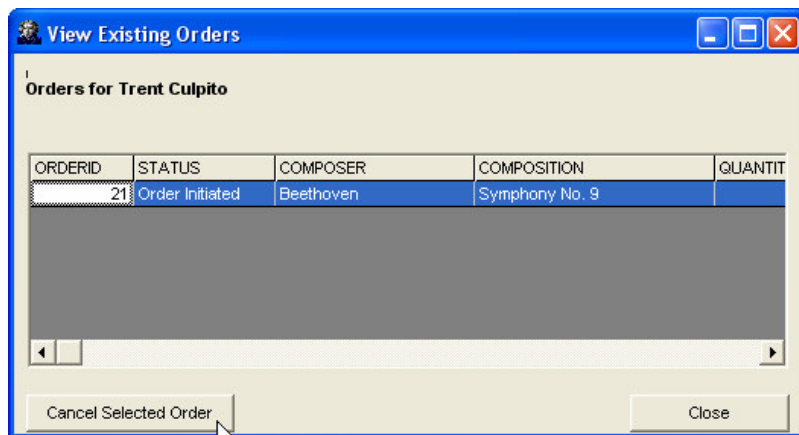 View Existing Orders
Orders for Trent Culpito
ORDERID STATUS COMPOSER COMPOSITION QUANTIT
21 Order Initiated Beethoven Symphony No. 9
Cancel Selected Order Close